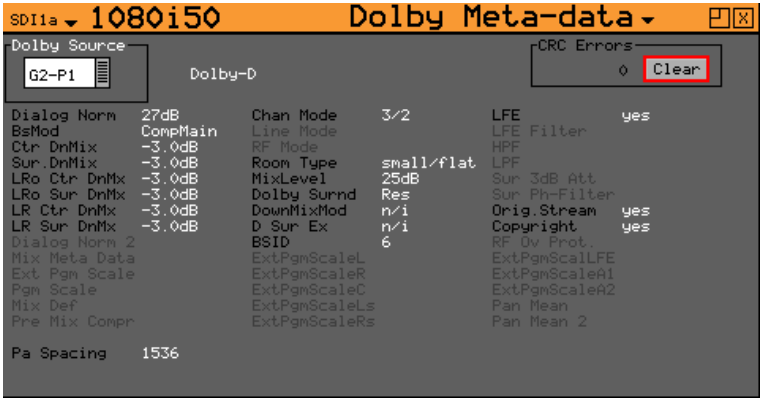 SDI1a 1080i50 Dolby Meta-data
Dolby Source CRC Errors
G2-P1 Dolby-D 0 Clear
Dialog Norm 27dB Chan Mode 3/2 LFE yes
BsMod CompMain Line Mode LFE Filter
Ctr DnMix -3.0dB RF Mode HPF
Sur.DnMix -3.0dB Room Type small/flat LPF
LRo Ctr DnMx -3.0dB MixLevel 25dB Sur 3dB Att
LRo Sur DnMx -3.0dB Dolby Surnd Res Sur Ph-Filter
LR Ctr DnMx -3.0dB DownMixMod n/i Orig.Stream yes
LR Sur DnMx -3.0dB D Sur Ex n/i Copyright yes
Dialog Norm 2 BSID 6 RF Ov Prot.
Mix Meta Data ExtPgmScaleL ExtPgmScalLFE
Ext Pgm Scale ExtPgmScaleR ExtPgmScaleA1
Pgm Scale ExtPgmScaleC ExtPgmScaleA2
Mix Def ExtPgmScaleLs Pan Mean
Pre Mix Compr ExtPgmScaleRs Pan Mean 2
Pa Spacing 1536